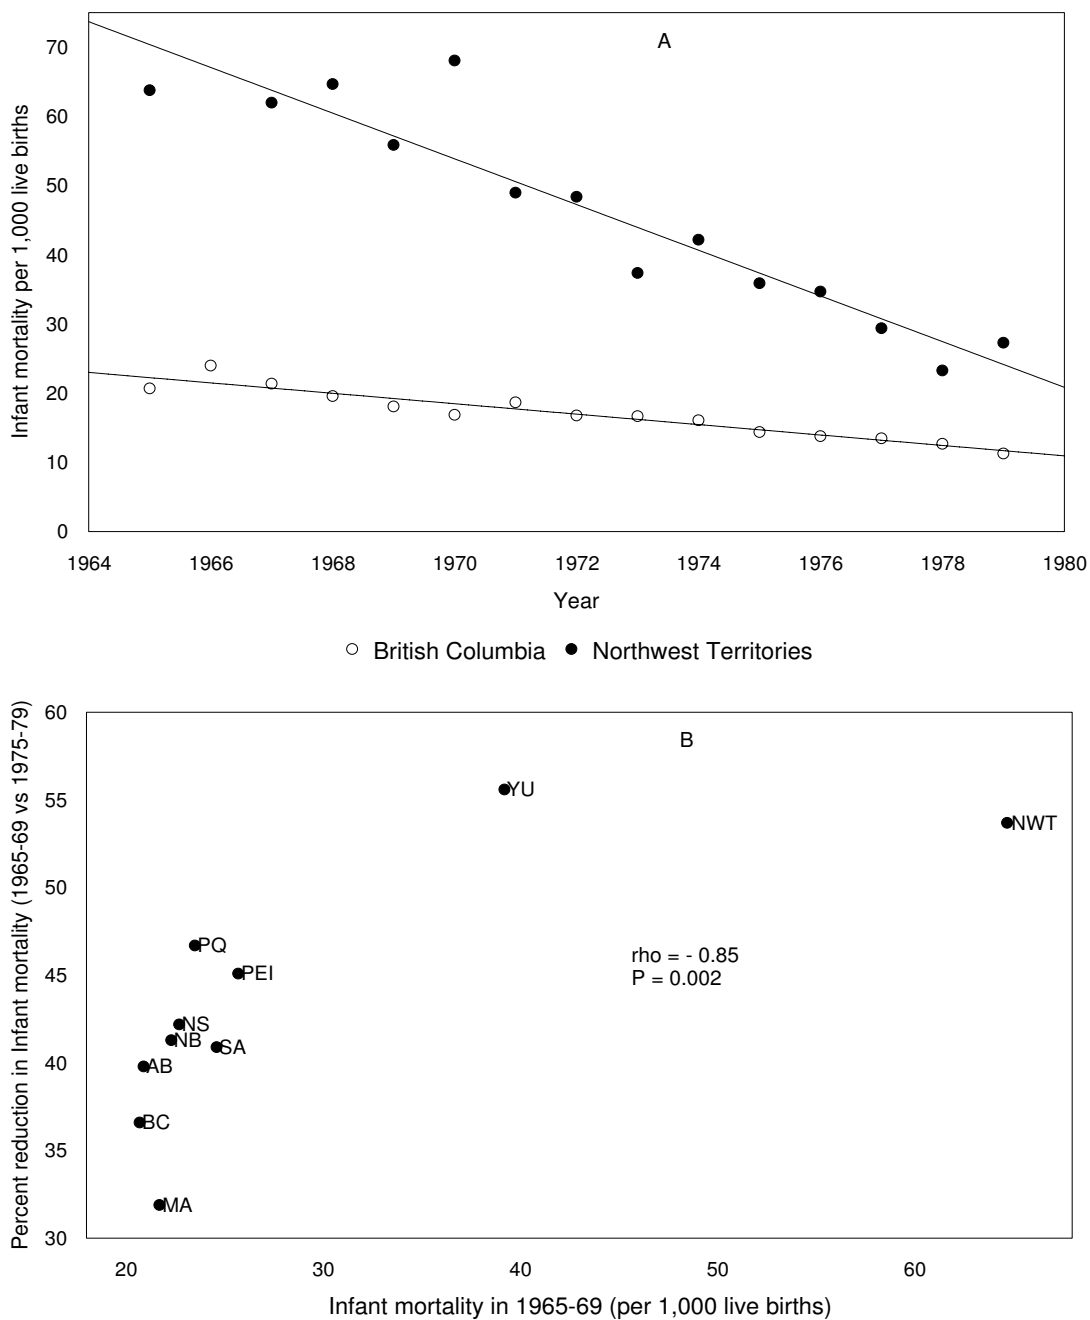 A
Infant mortality per 1,000 live births
70
60
50
40
30
20
10
0
1964 1966 1968 1970 1972 1974 1976 1978 1980
Year
British Columbia Northwest Territories
B
Percent reduction in Infant mortality (1965-69 vs 1975-79)
60
55
50
45
40
35
30
YU
NWT
PQ
PEI
rho = - 0.85
P = 0.002
NS
NB
SA
AB
BC
MA
20 30 40 50 60
Infant mortality in 1965-69 (per 1,000 live births)